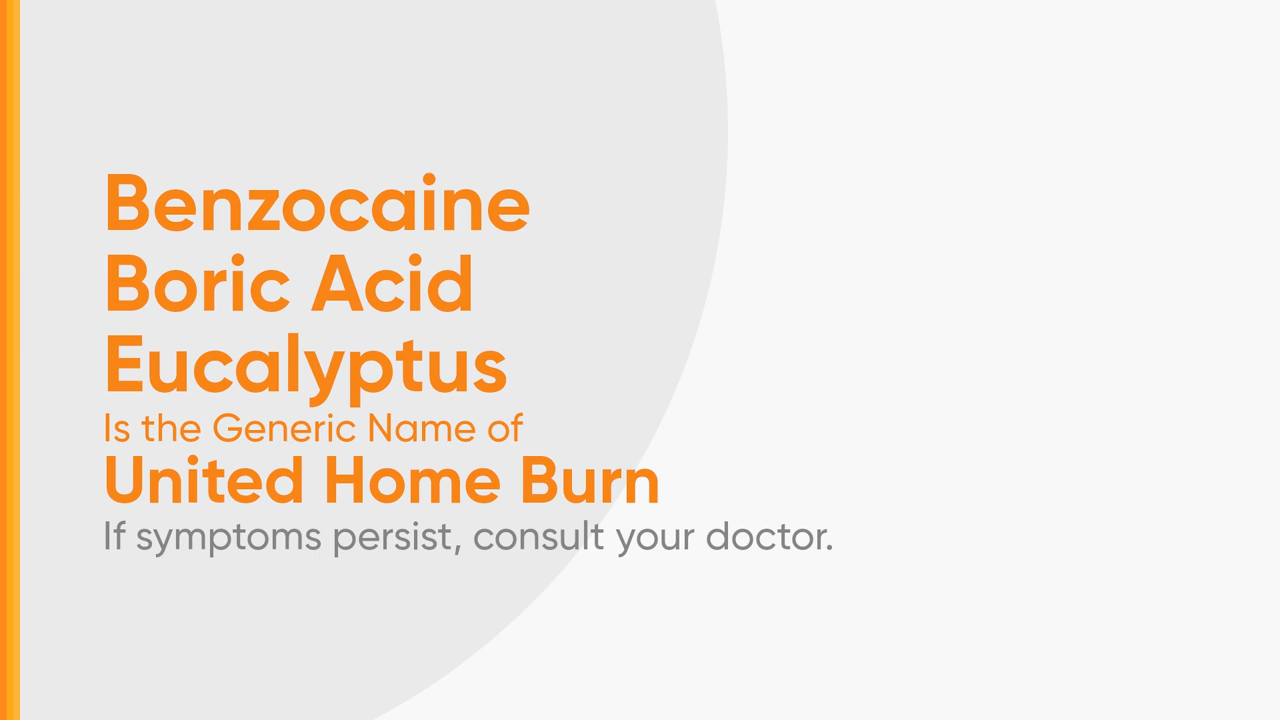 Benzocaine
Boric Acid
Eucalyptus
Is the Generic Name of
United Home Burn
If symptoms persist, consult your doctor.